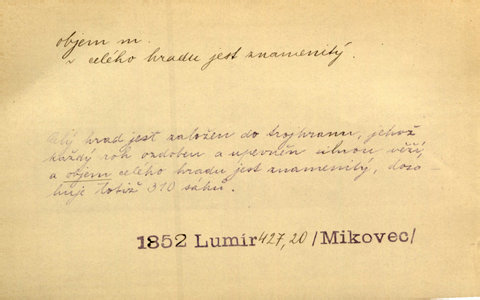 objem m.
v celého hradu jest znamenitý.
Celý hrad jest založen do trojhranu, jehož
každý roh ozdoben a upevněn silnou věží,
a objem celého hradu jest znamenitý, dosa
huje totiž 310 sáhů.
1852 Lumír 427,20 /Mikovec/